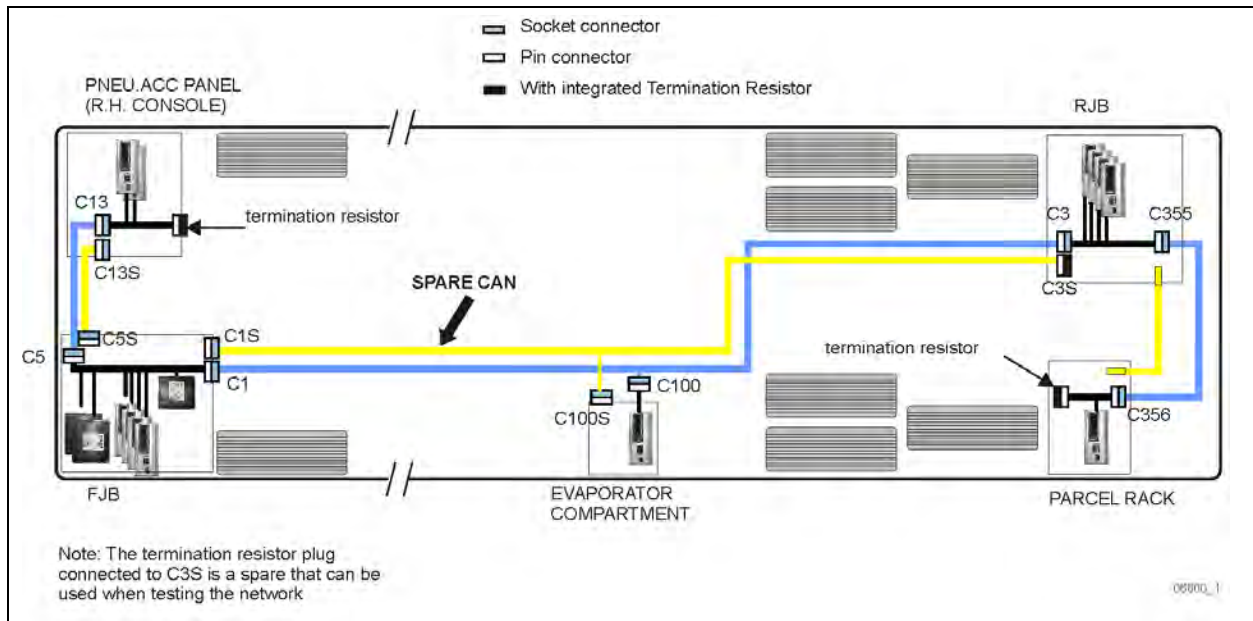 Socket connector
Pin connector
With integrated Termination Resistor
PNEU.ACC PANEL
(R.H. CONSOLE)
RJB
C13
termination resistor
C3
C355
C13S
SPARE CAN
C3S
C5S
C1S
C5
termination resistor
C1
C100
C100S
C356
FJB
EVAPORATOR
COMPARTMENT
PARCEL RACK
Note: The termination resistor plug
connected to C3S is a spare that can be
used when testing the network
06600_1